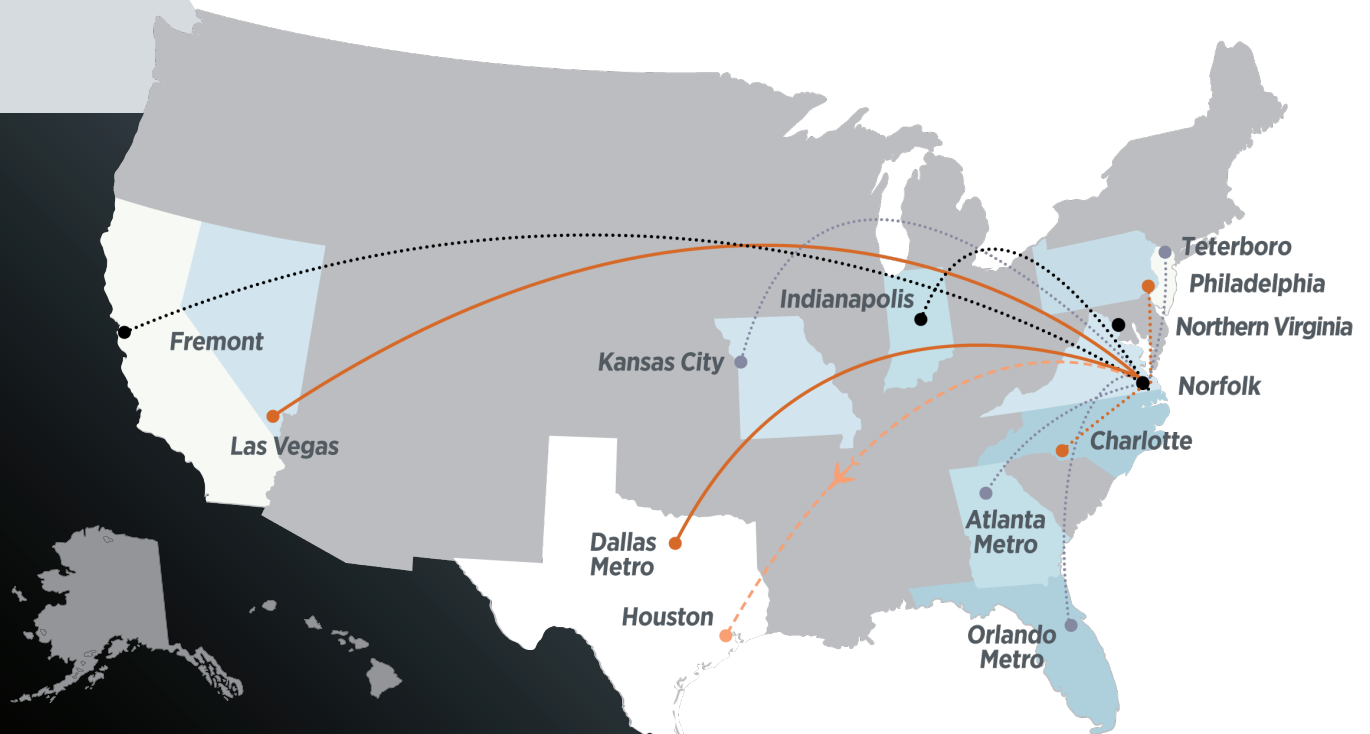 Teterboro
Philadelphia
Indianapolis
Northern Virginia
Fremont
Kansas City
Norfolk
Las Vegas
Charlotte
Atlanta
Metro
Dallas
Metro
Houston
Orlando
Metro